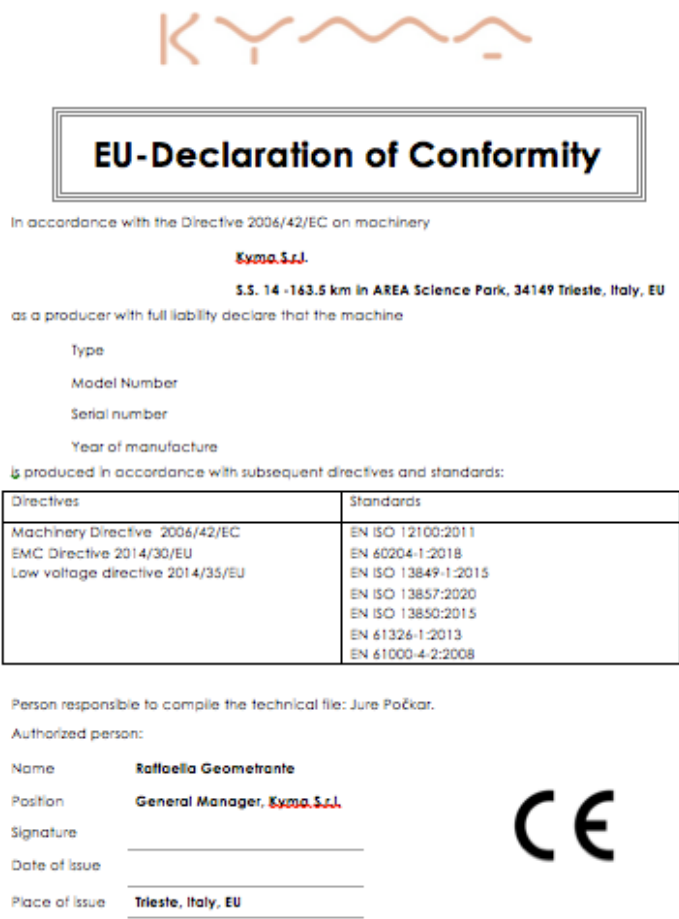 KYMA
EU-Declaration of Conformity
In accordance with the Directive 2006/42/EC on machinery
Kyma S.r.l.
S.S. 14 -163.5 km in AREA Science Park, 34149 Trieste, Italy, EU
as a producer with full liability declare that the machine
Type
Model Number
Serial number
Year of manufacture
is produced in accordance with subsequent directives and standards:
Directives Standards
Machinery Directive 2006/42/EC EN ISO 12100:2011
EMC Directive 2014/30/EU EN 60204-1:2018
Low voltage directive 2014/35/EU EN ISO 13849-1:2015
EN ISO 13857:2020
EN ISO 13850:2015
EN 61326-1:2013
EN 61000-4-2:2008
Person responsible to compile the technical file: Jure Počkar.
Authorized person:
Name Raffaella Geometrante
Position General Manager, Kyma S.r.l.
Signature
Date of issue
Place of issue Trieste, Italy, EU
CE